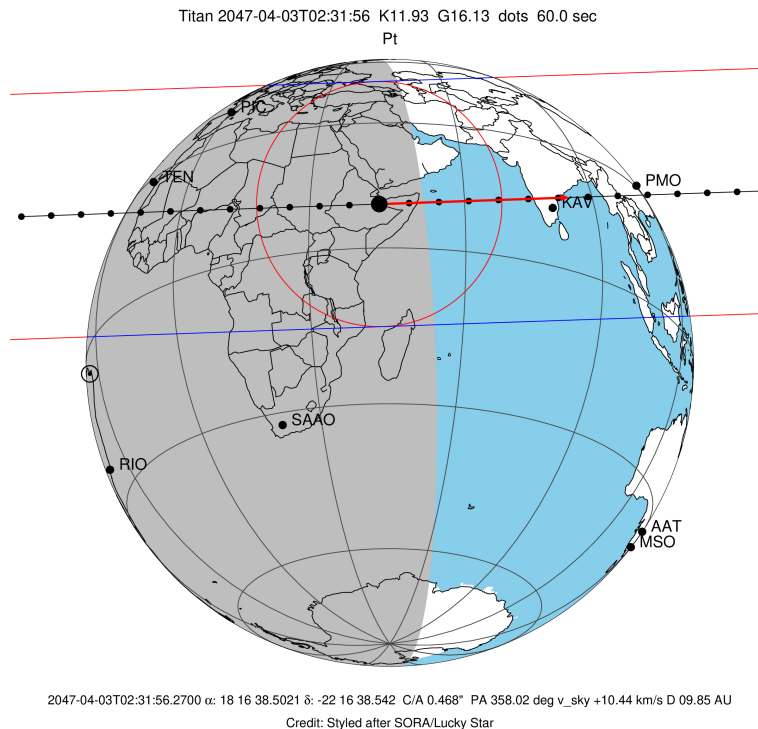 Titan 2047-04-03T02:31:56 K11.93 G16.13 dots 60.0 sec
Pt
PIC
TEN
PMO
KAV
SAAO
RIO
AAT
MSO
2047-04-03T02:31:56.2700 α: 18 16 38.5021 δ: -22 16 38.542 C/A 0.468" PA 358.02 deg v_sky +10.44 km/s D 09.85 AU
Credit: Styled after SORA/Lucky Star